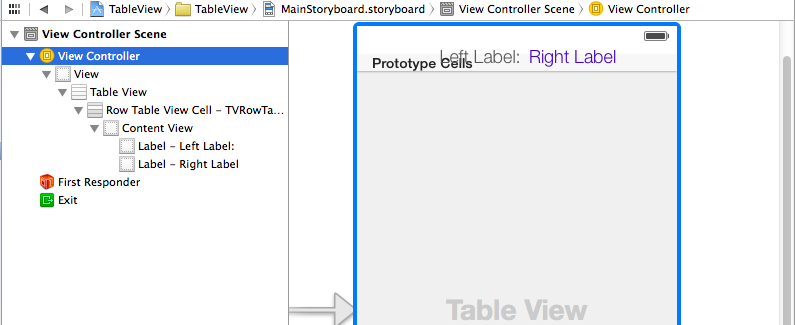 TableView TableView MainStoryboard.storyboard View Controller Scene View Controller
View Controller Scene
View Controller
View
Table View
Row Table View Cell – TVRowTa...
Content View
Label – Left Label:
Label – Right Label
First Responder
Exit
Left Label: Right Label
Prototype Cells
Table View